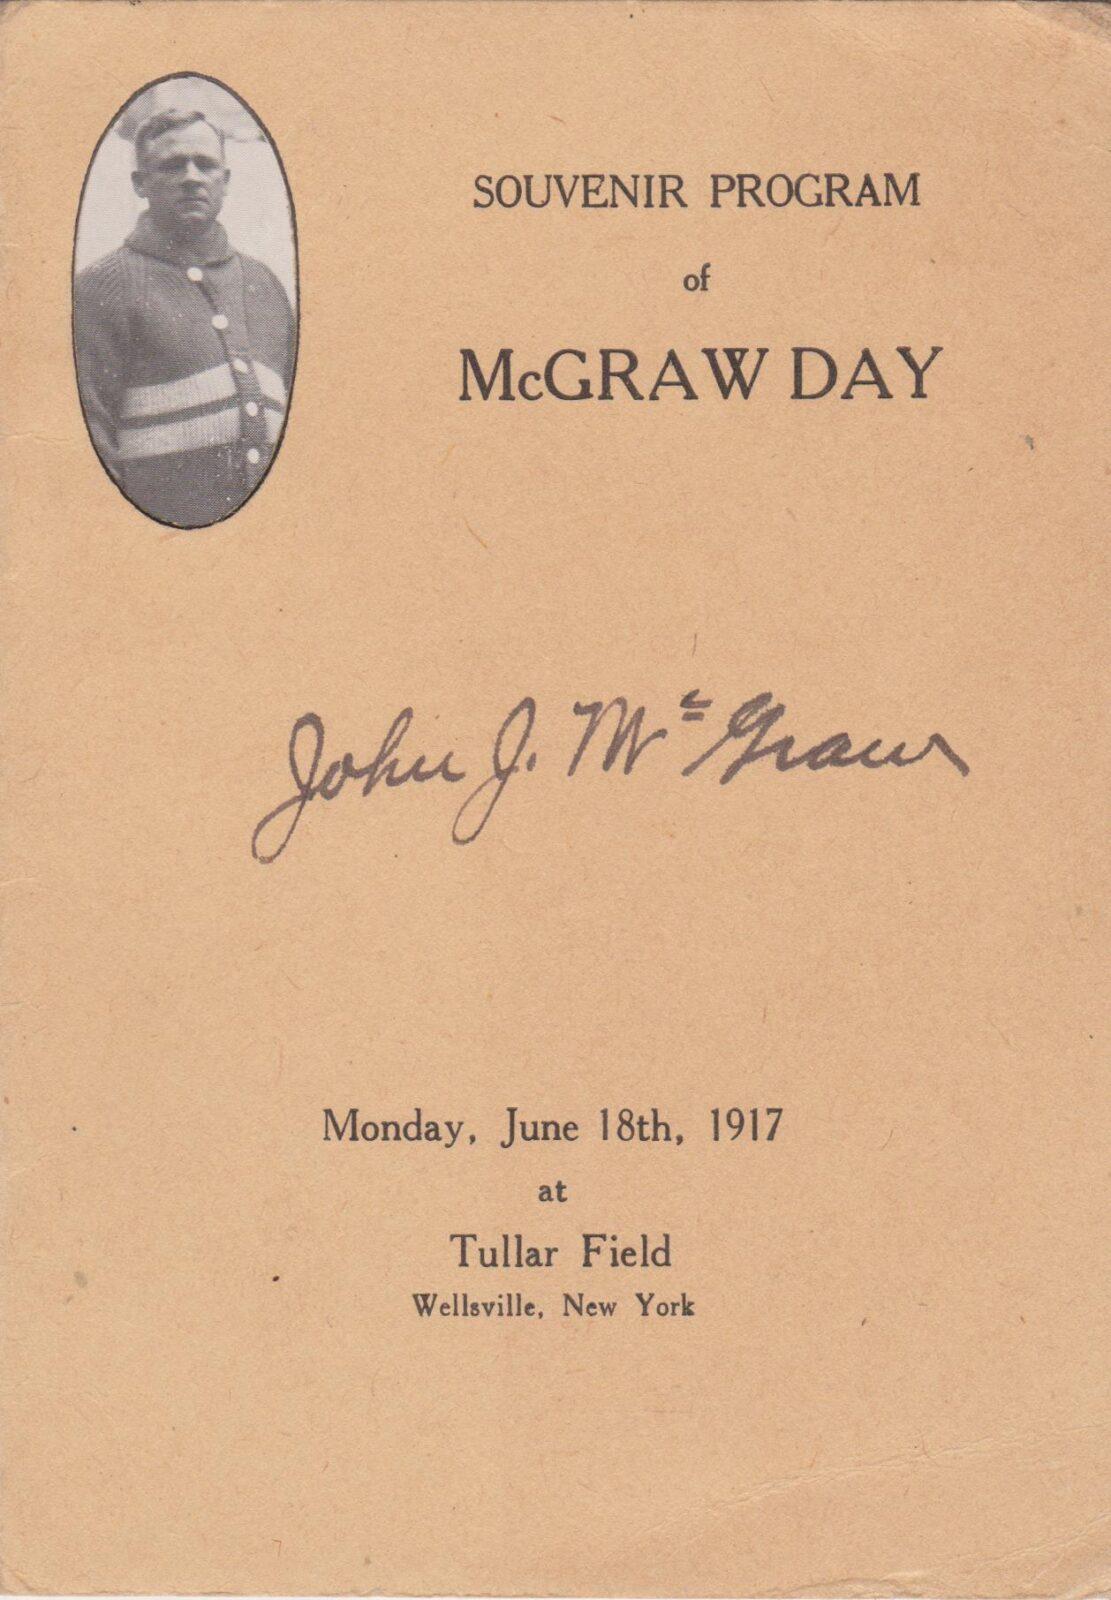 SOUVENIR PROGRAM
of
McGRAW DAY
John J. McGraw
Monday, June 18th, 1917
at
Tullar Field
Wellsville, New York